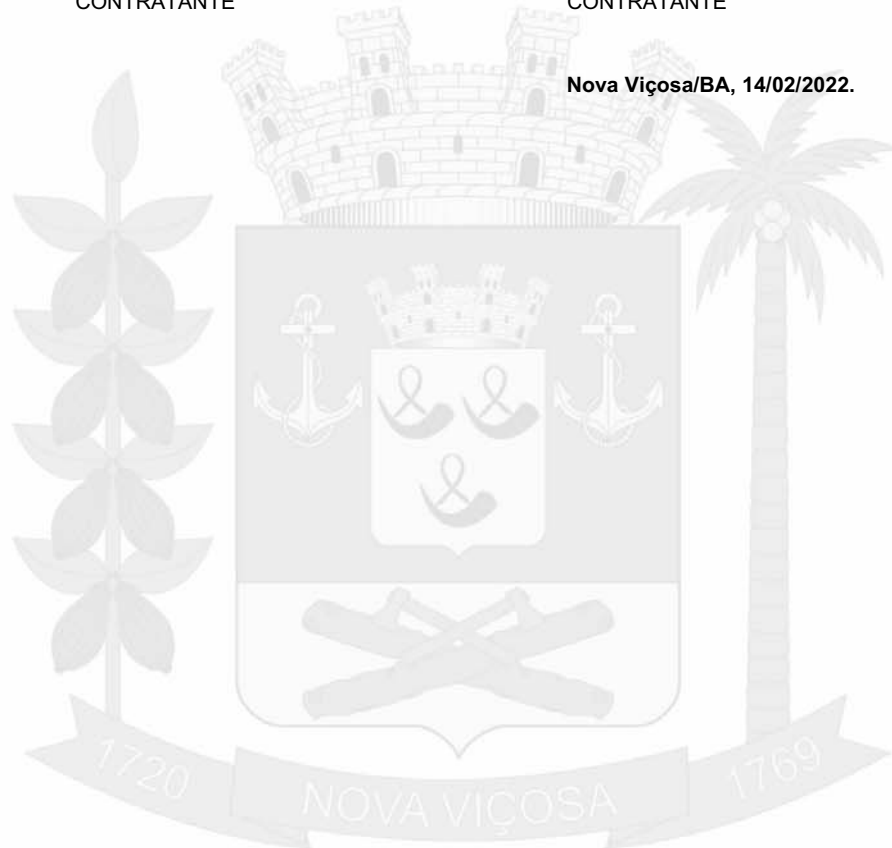 CONTRATANTE CONTRATANTE
Nova Viçosa/BA, 14/02/2022.
1720 NOVA VIÇOSA 1769